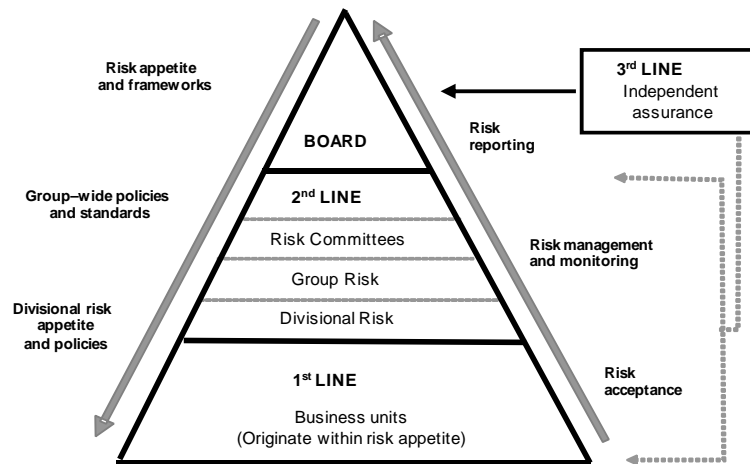 Risk appetite
and frameworks
Group–wide policies
and standards
Divisional risk
appetite
and policies
BOARD
2nd LINE
Risk Committees
Group Risk
Divisional Risk
1st LINE
Business units
(Originate within risk appetite)
Risk
reporting
Risk management
and monitoring
Risk
acceptance
3rd LINE
Independent
assurance